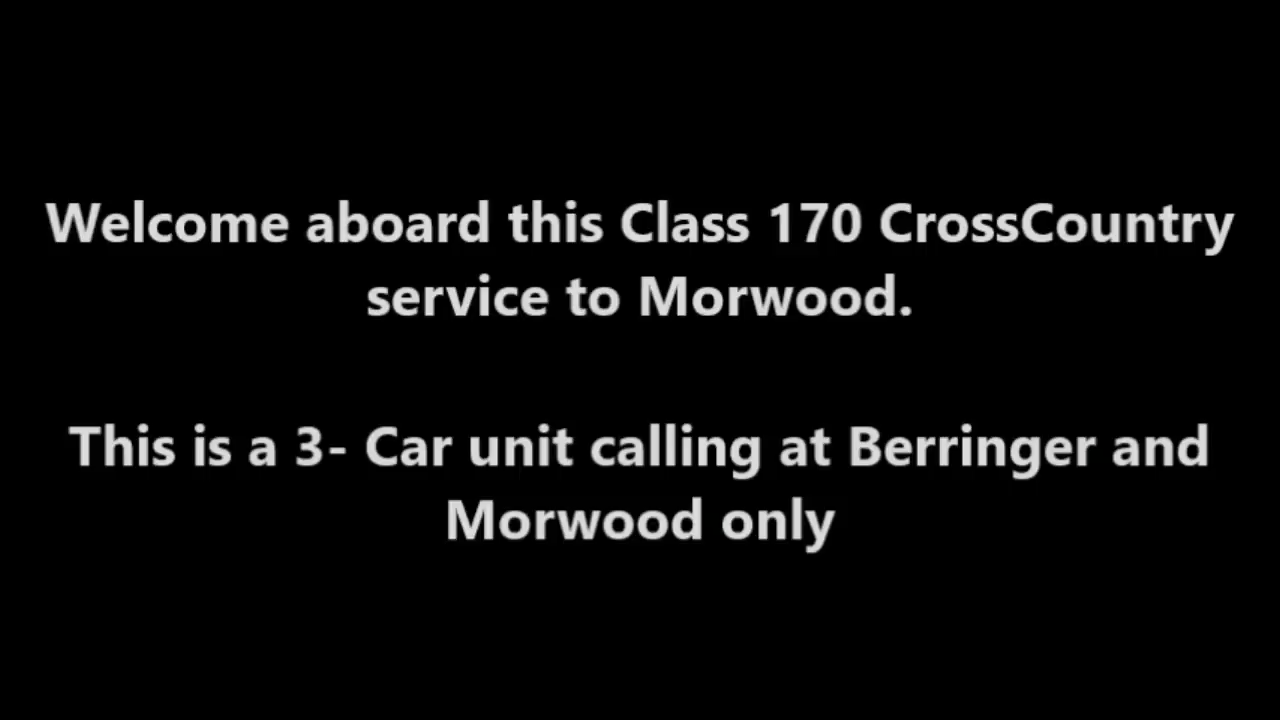 Welcome aboard this Class 170 CrossCountry
service to Morwood.
This is a 3- Car unit calling at Berringer and
Morwood only